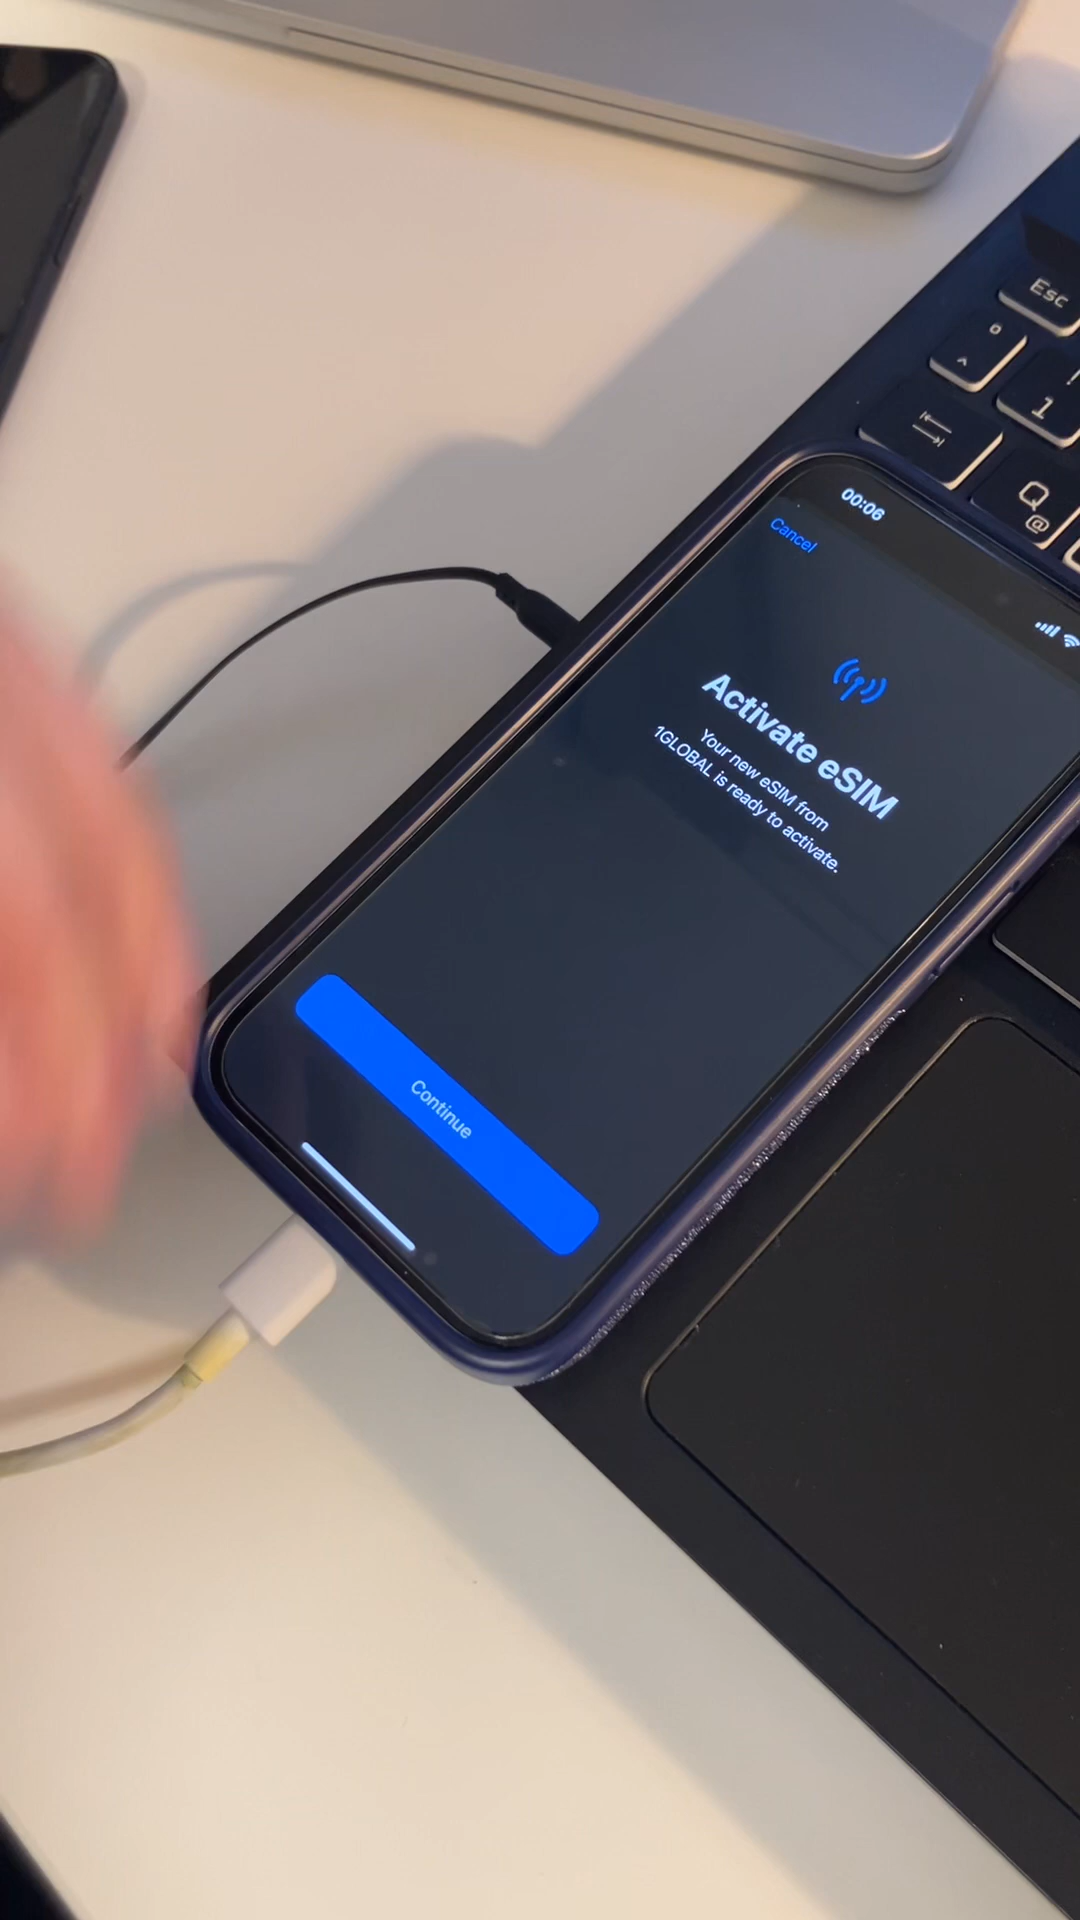 00:06
Cancel
Activate eSIM
Your new eSIM from
1GLOBAL is ready to activate.
Continue
Esc
°
^
!
1
Q
@